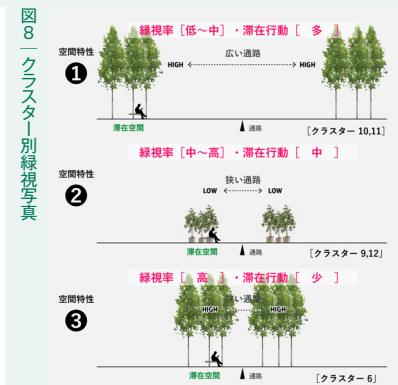 図8｜クラスター別緑視写真
緑視率［低～中］・滞在行動［　多　］
広い通路
空間特性
HIGH
HIGH
❶
滞在空間
通路
［クラスター 10,11］
緑視率［中～高］・滞在行動［　中　］
狭い通路
空間特性
LOW
LOW
❷
滞在空間
通路
［クラスター 9,12］
緑視率［　高　］・滞在行動［　少　］
狭い通路
空間特性
HIGH
HIGH
❸
滞在空間
通路
［クラスター 6］